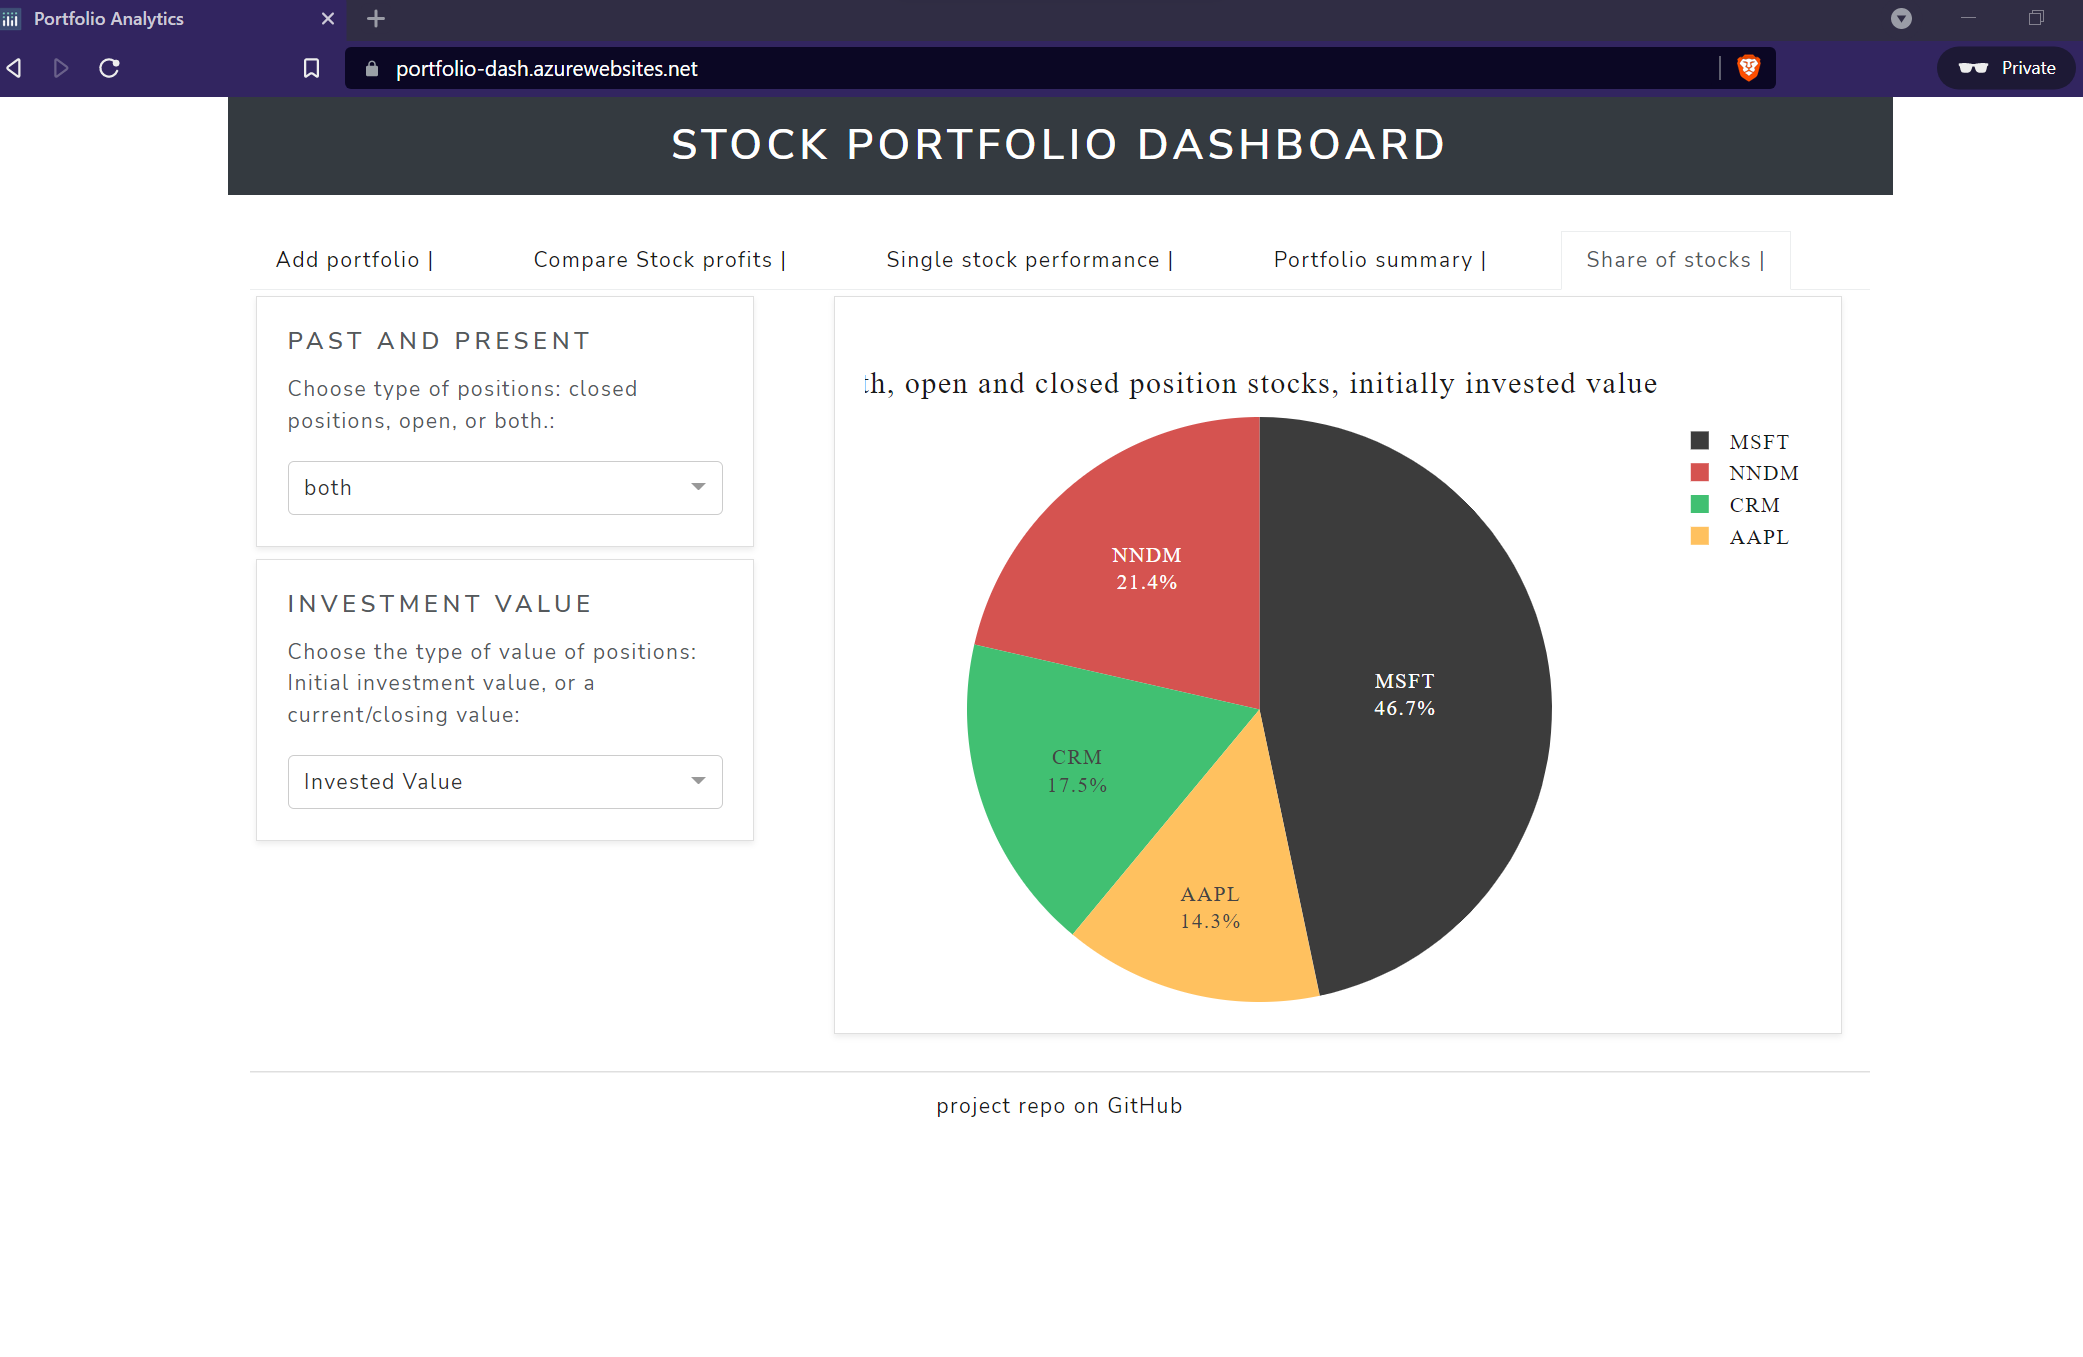 Portfolio Analytics
portfolio-dash.azurewebsites.net
Private
STOCK PORTFOLIO DASHBOARD
Add portfolio |
Compare Stock profits |
Single stock performance |
Portfolio summary |
Share of stocks |
PAST AND PRESENT
Choose type of positions: closed
positions, open, or both.:
both
INVESTMENT VALUE
Choose the type of value of positions:
Initial investment value, or a
current/closing value:
Invested Value
th, open and closed position stocks, initially invested value
MSFT
NNDM
CRM
AAPL
NNDM
21.4%
MSFT
46.7%
CRM
17.5%
AAPL
14.3%
project repo on GitHub